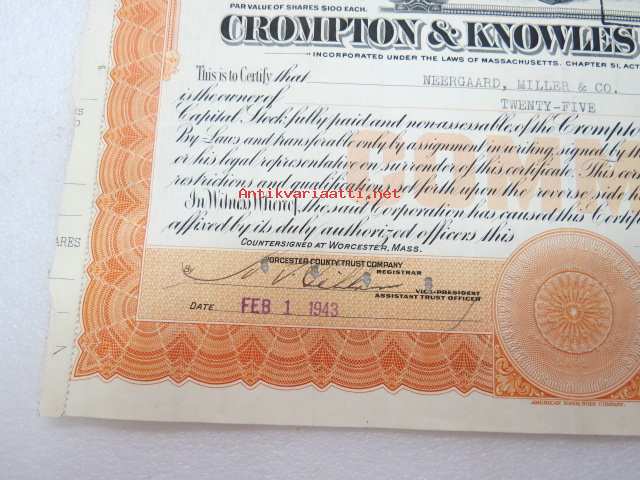 PAR VALUE OF SHARES $100 EACH.
CROMPTON & KNOWLES
INCORPORATED UNDER THE LAWS OF MASSACHUSETTS. CHAPTER 51, ACT
This is to Certify that NEERGAARD, MILLER & CO.
is the owner of TWENTY-FIVE
Capital Stock, fully paid and nonassessable, of the Crompto
By Laws and transferable only by assignment in writing, signed by th
or his legal representative on surrender of this certificate. This cert
COMM
restrictions and qualifications set forth upon the reverse side h
Antikvariaatti.net
In Witness Whereof, the said Corporation has caused this Certif
affixed by its duly authorized officers this
COUNTERSIGNED AT WORCESTER, MASS.
WORCESTER COUNTY TRUST COMPANY
REGISTRAR
By
VICE-PRESIDENT
ASSISTANT TRUST OFFICER
DATE FEB 1 1943
ARES
AMERICAN BANK NOTE COMPANY.